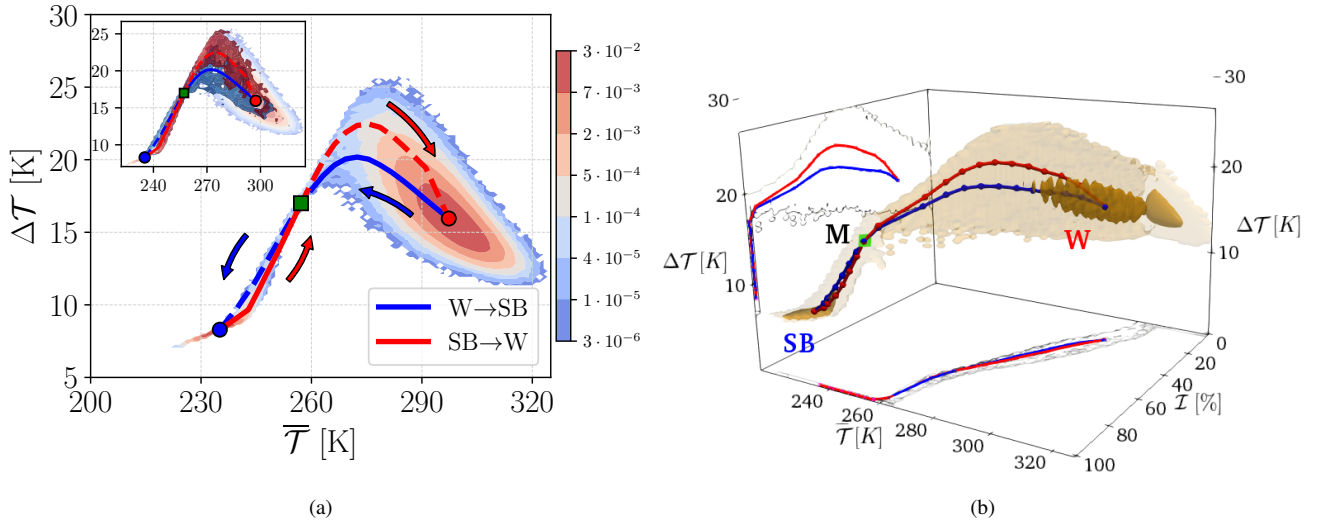 30
25
20
15
10
5
ΔT [K]
25
20
15
10
240
270
300
W→SB
SB→W
200
230
260
290
320
T̅ [K]
3 · 10⁻²
7 · 10⁻³
2 · 10⁻³
5 · 10⁻⁴
1 · 10⁻⁴
4 · 10⁻⁵
1 · 10⁻⁵
3 · 10⁻⁶
(a)
30
20
10
ΔT [K]
30
20
10
ΔT [K]
M
W
SB
240
260
280
300
320
T̅ [K]
0
20
40
60
80
100
I [%]
(b)